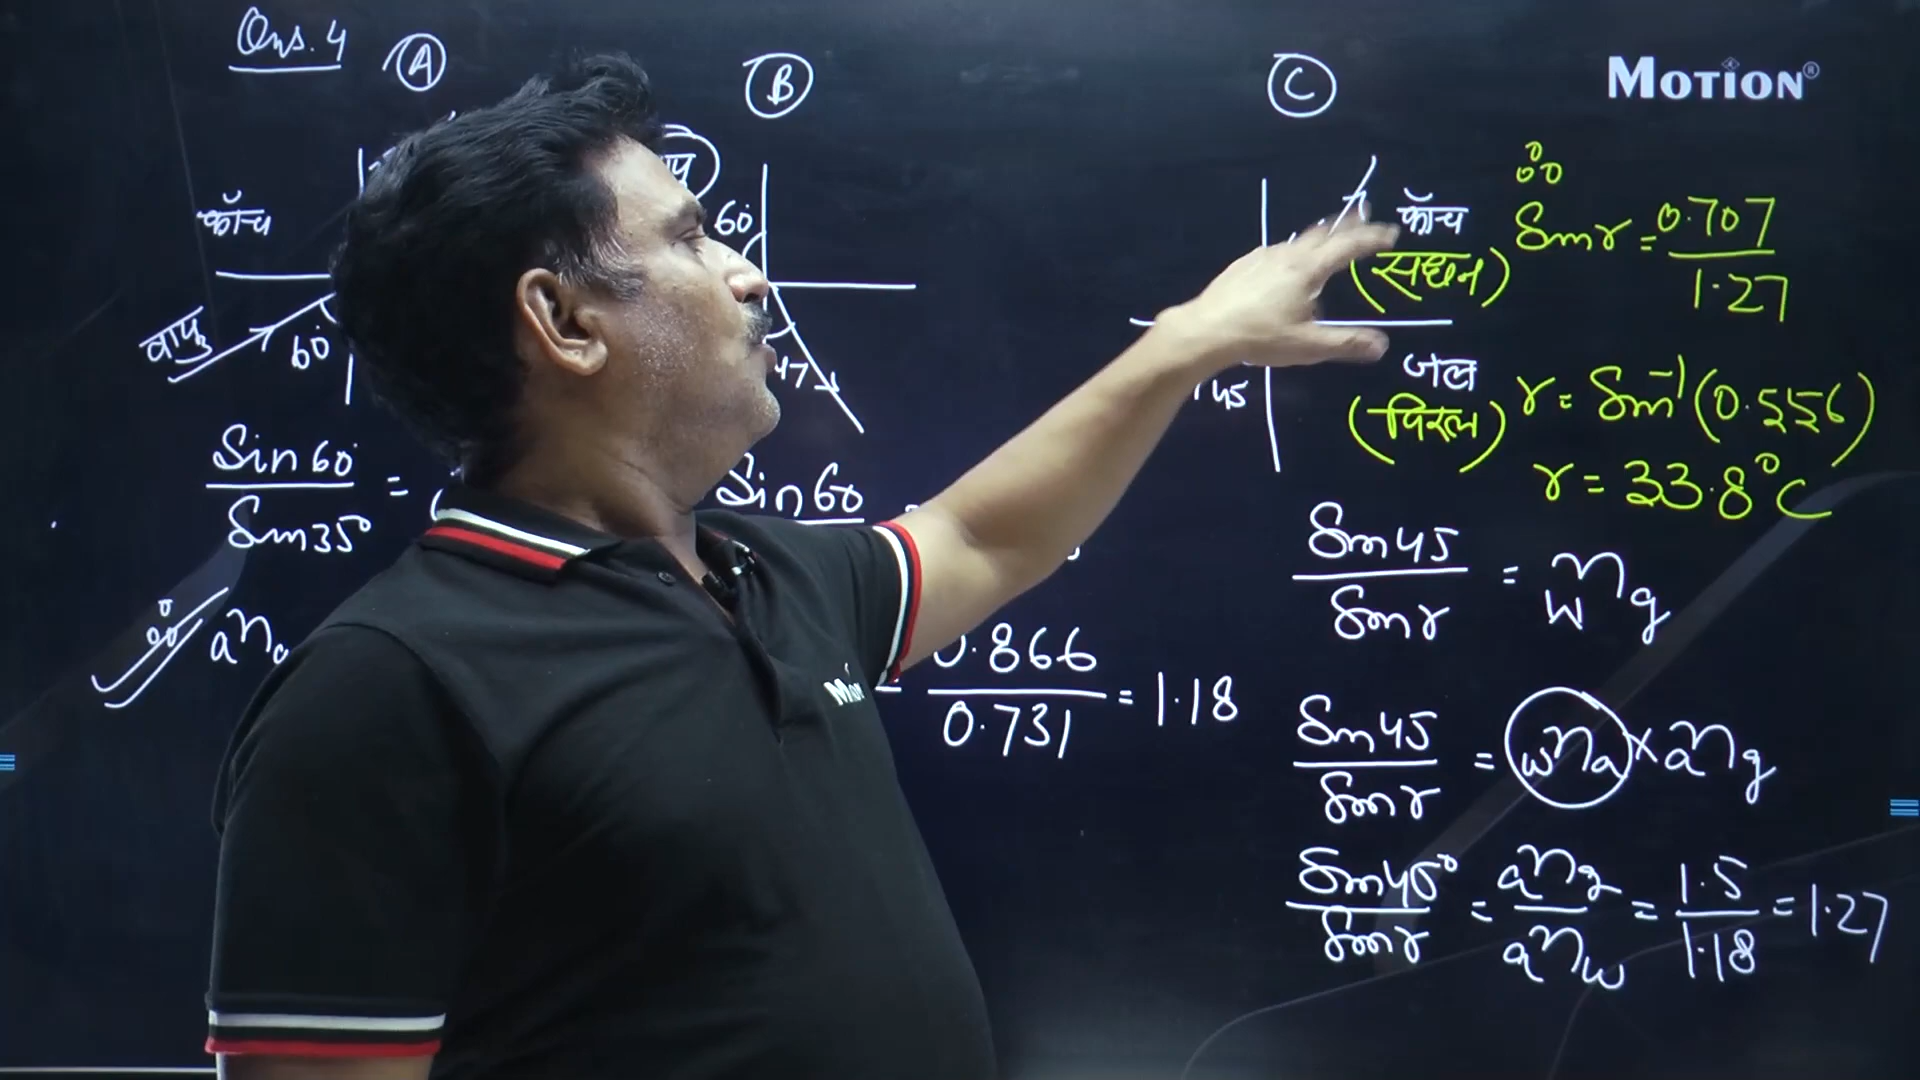 Ans. 4
A
B
C
MOTION®
काँच
60°
वायु
60°
47
काँच
(सघन)
जल
(विरल)
45
Sin 60° / Sin 35° =
Sin 60
0.866 / 0.731 = 1.18
∴ Sin r = 0.707 / 1.27
r = Sin⁻¹ (0.556)
r = 33.8°C
Sin 45 / Sin r = wng
Sin 45 / Sin r = wna × ang
Sin 45° / Sin r = ang / anw = 1.5 / 1.18 = 1.27